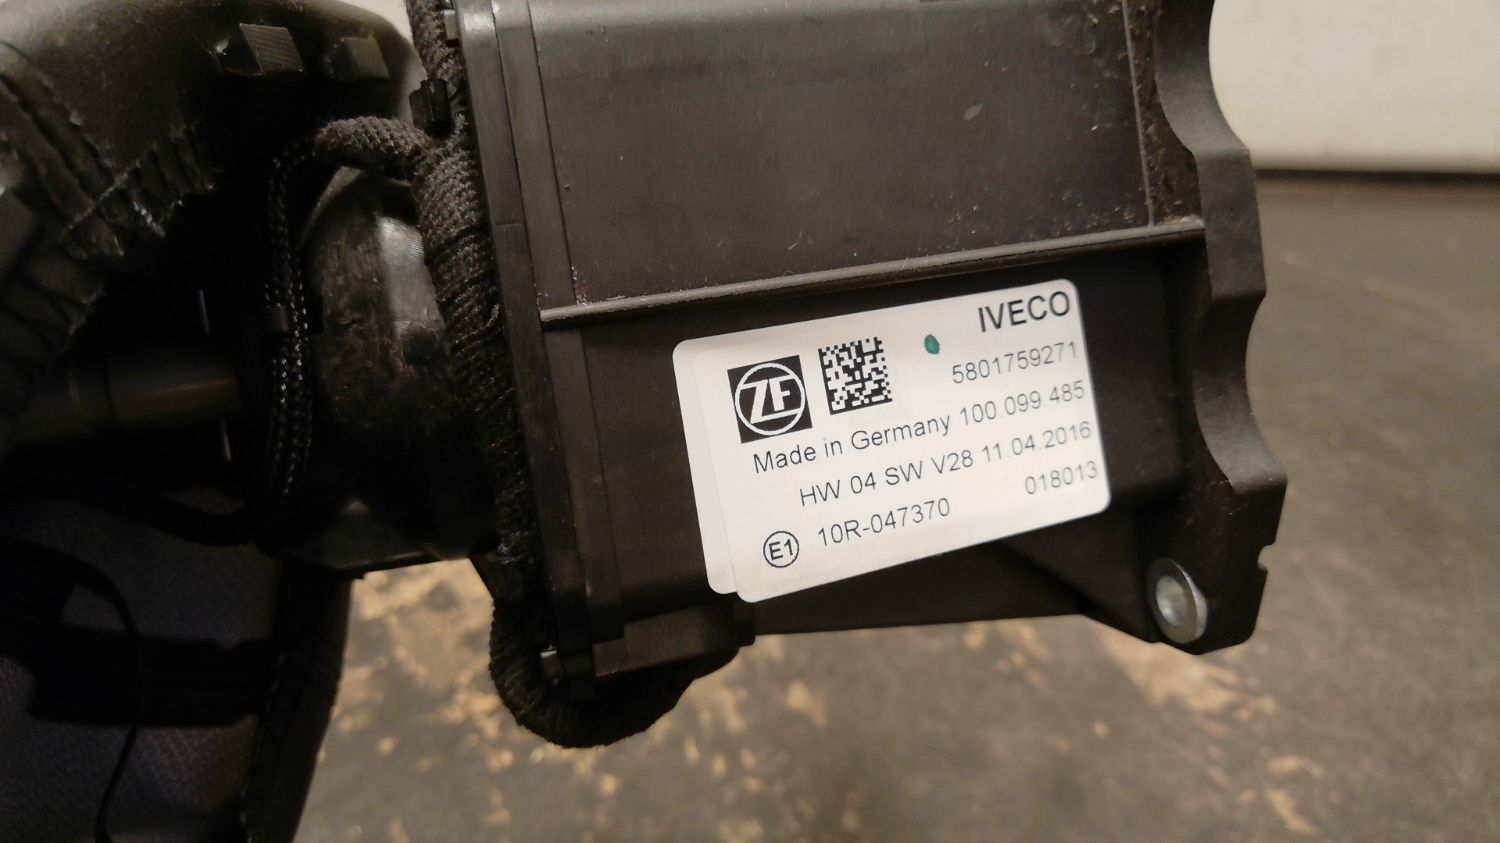 IVECO
ZF
5801759271
Made in Germany 100.099.485
HW 04 SW V28 11.04.2016
E1 10R-047370 018013